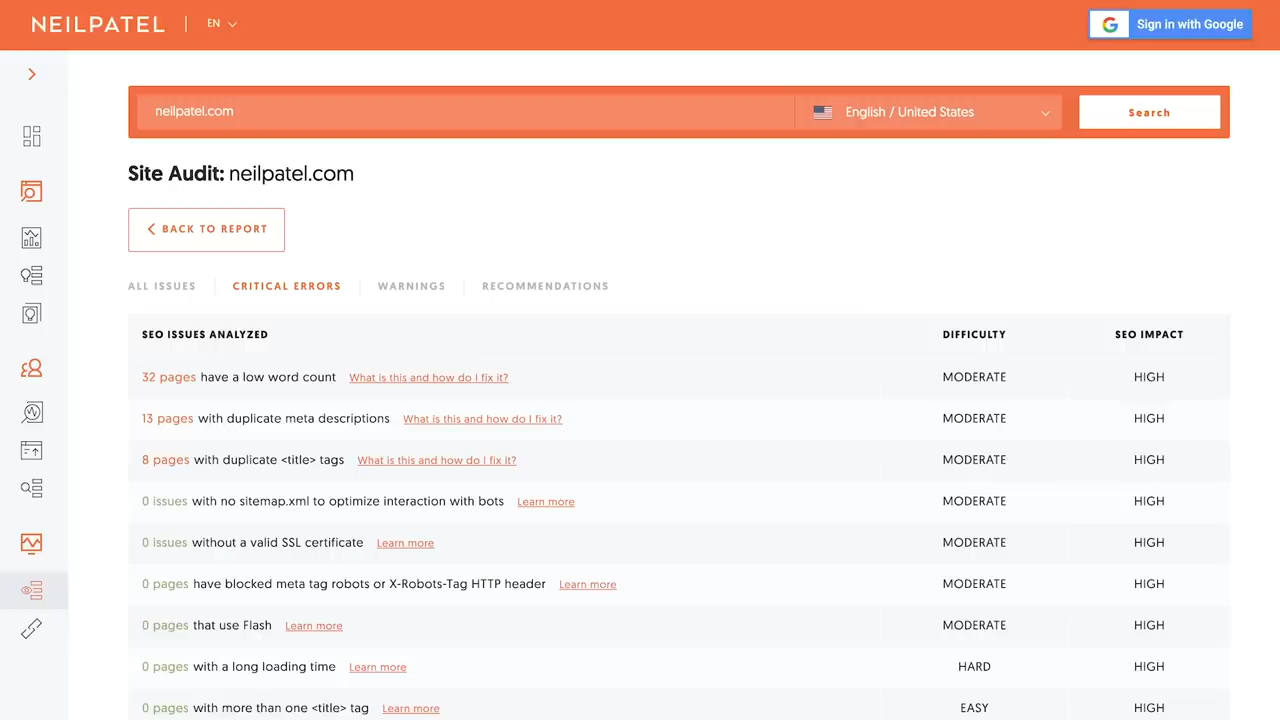 NEILPATEL EN Sign in with Google
neilpatel.com English / United States Search
Site Audit: neilpatel.com
BACK TO REPORT
ALL ISSUES CRITICAL ERRORS WARNINGS RECOMMENDATIONS
SEO ISSUES ANALYZED DIFFICULTY SEO IMPACT
32 pages have a low word count What is this and how do I fix it? MODERATE HIGH
13 pages with duplicate meta descriptions What is this and how do I fix it? MODERATE HIGH
8 pages with duplicate <title> tags What is this and how do I fix it? MODERATE HIGH
0 issues with no sitemap.xml to optimize interaction with bots Learn more MODERATE HIGH
0 issues without a valid SSL certificate Learn more MODERATE HIGH
0 pages have blocked meta tag robots or X-Robots-Tag HTTP header Learn more MODERATE HIGH
0 pages that use Flash Learn more MODERATE HIGH
0 pages with a long loading time Learn more HARD HIGH
0 pages with more than one <title> tag Learn more EASY HIGH